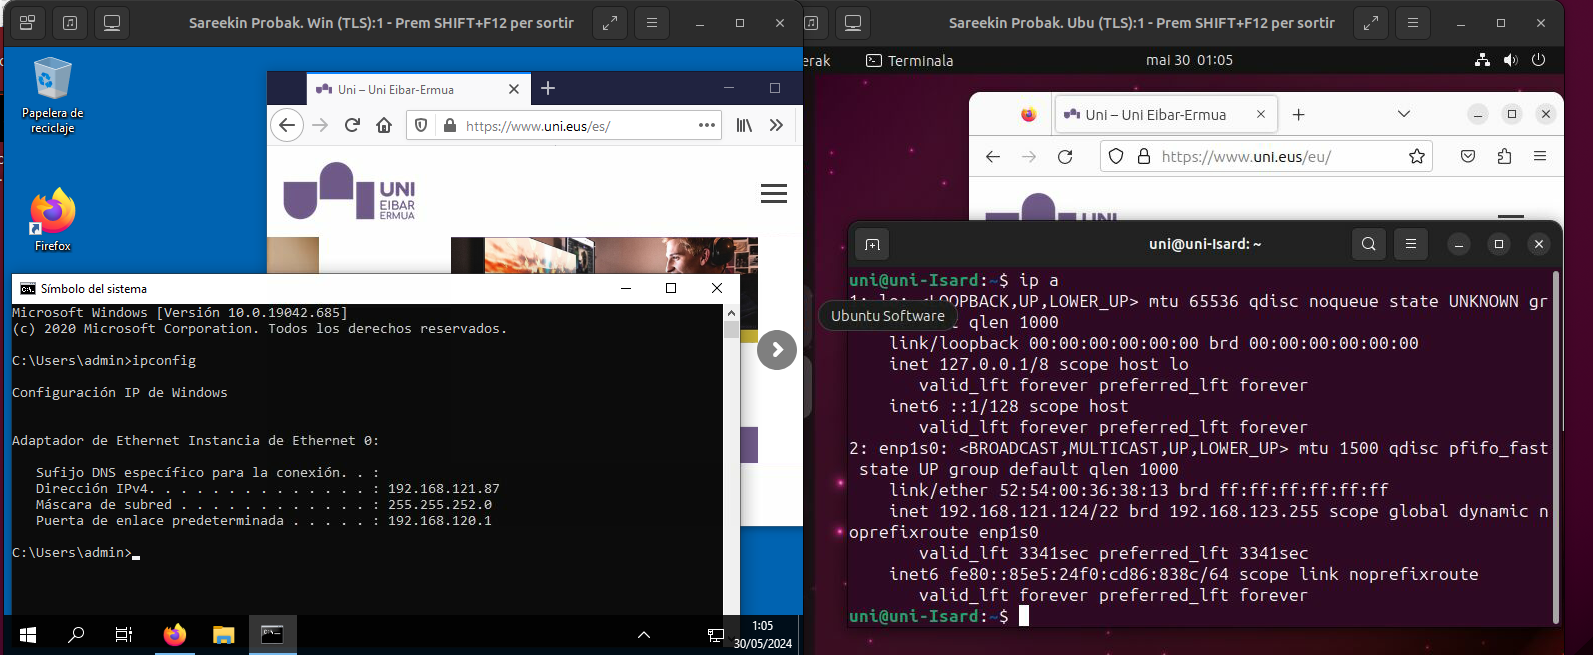 Sareekin Probak. Win (TLS):1 - Prem SHIFT+F12 per sortir
Papelera de
reciclaje
Firefox
Uni – Uni Eibar-Ermua
https://www.uni.eus/es/
UNI
EIBAR
ERMUA
Símbolo del sistema
Microsoft Windows [Versión 10.0.19042.685]
(c) 2020 Microsoft Corporation. Todos los derechos reservados.
C:\Users\admin>ipconfig
Configuración IP de Windows
Adaptador de Ethernet Instancia de Ethernet 0:
Sufijo DNS específico para la conexión. . :
Dirección IPv4. . . . . . . . . . . . . . : 192.168.121.87
Máscara de subred . . . . . . . . . . . . : 255.255.252.0
Puerta de enlace predeterminada . . . . . : 192.168.120.1
C:\Users\admin>
1:05
30/05/2024
Sareekin Probak. Ubu (TLS):1 - Prem SHIFT+F12 per sortir
erak
Terminala
mai 30 01:05
Uni – Uni Eibar-Ermua
https://www.uni.eus/eu/
UNI
uni@uni-Isard: ~
uni@uni-Isard:~$ ip a
1: lo: <LOOPBACK,UP,LOWER_UP> mtu 65536 qdisc noqueue state UNKNOWN gr
Ubuntu Software
qlen 1000
link/loopback 00:00:00:00:00:00 brd 00:00:00:00:00:00
inet 127.0.0.1/8 scope host lo
valid_lft forever preferred_lft forever
inet6 ::1/128 scope host
valid_lft forever preferred_lft forever
2: enp1s0: <BROADCAST,MULTICAST,UP,LOWER_UP> mtu 1500 qdisc pfifo_fast
state UP group default qlen 1000
link/ether 52:54:00:36:38:13 brd ff:ff:ff:ff:ff:ff
inet 192.168.121.124/22 brd 192.168.123.255 scope global dynamic n
oprefixroute enp1s0
valid_lft 3341sec preferred_lft 3341sec
inet6 fe80::85e5:24f0:cd86:838c/64 scope link noprefixroute
valid_lft forever preferred_lft forever
uni@uni-Isard:~$